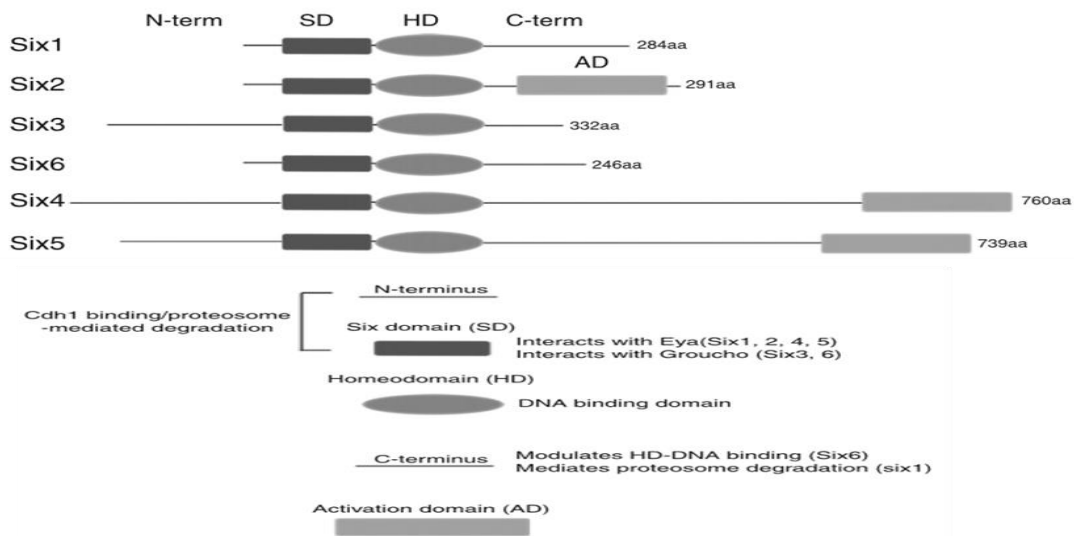 N-term SD HD C-term
Six1 284aa
AD
Six2 291aa
Six3 332aa
Six6 246aa
Six4 760aa
Six5 739aa
N-terminus
Cdh1 binding/proteosome
-mediated degradation
Six domain (SD)
Interacts with Eya(Six1, 2, 4, 5)
Interacts with Groucho (Six3, 6)
Homeodomain (HD)
DNA binding domain
C-terminus
Modulates HD-DNA binding (Six6)
Mediates proteosome degradation (six1)
Activation domain (AD)